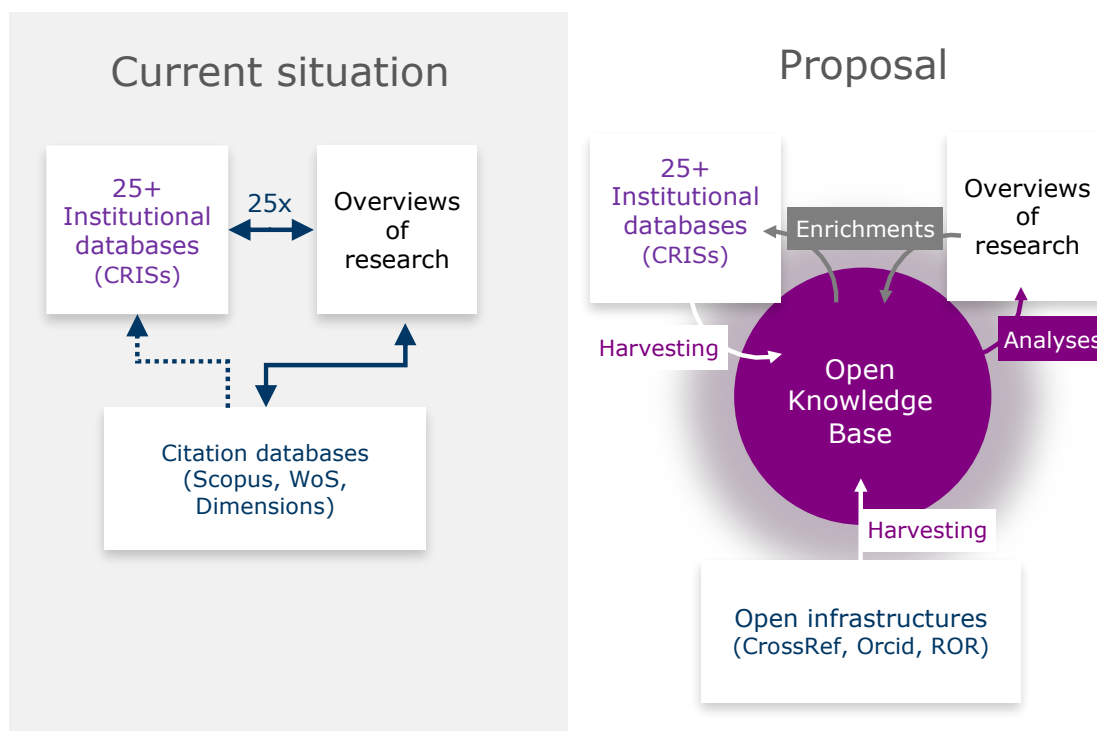 Current situation
25+
Institutional
databases
(CRISs)
25x
Overviews
of
research
Citation databases
(Scopus, WoS,
Dimensions)
Proposal
25+
Institutional
databases
(CRISs)
Enrichments
Overviews
of
research
Harvesting
Analyses
Open
Knowledge
Base
Harvesting
Open infrastructures
(CrossRef, Orcid, ROR)